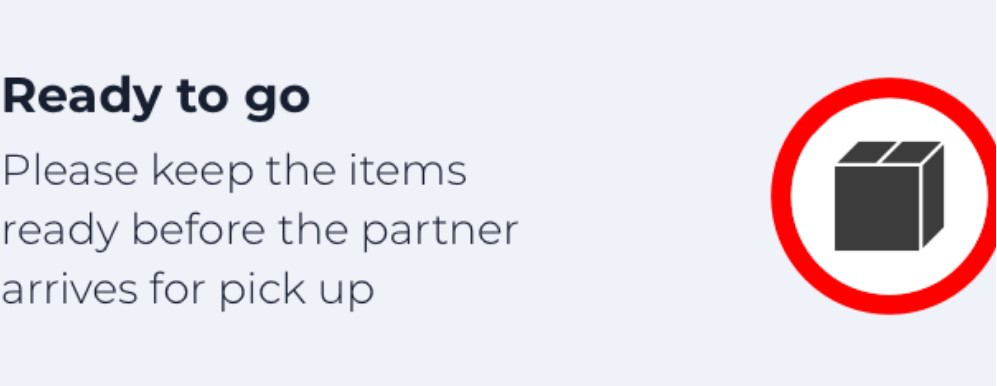 Ready to go
Please keep the items
ready before the partner
arrives for pick up